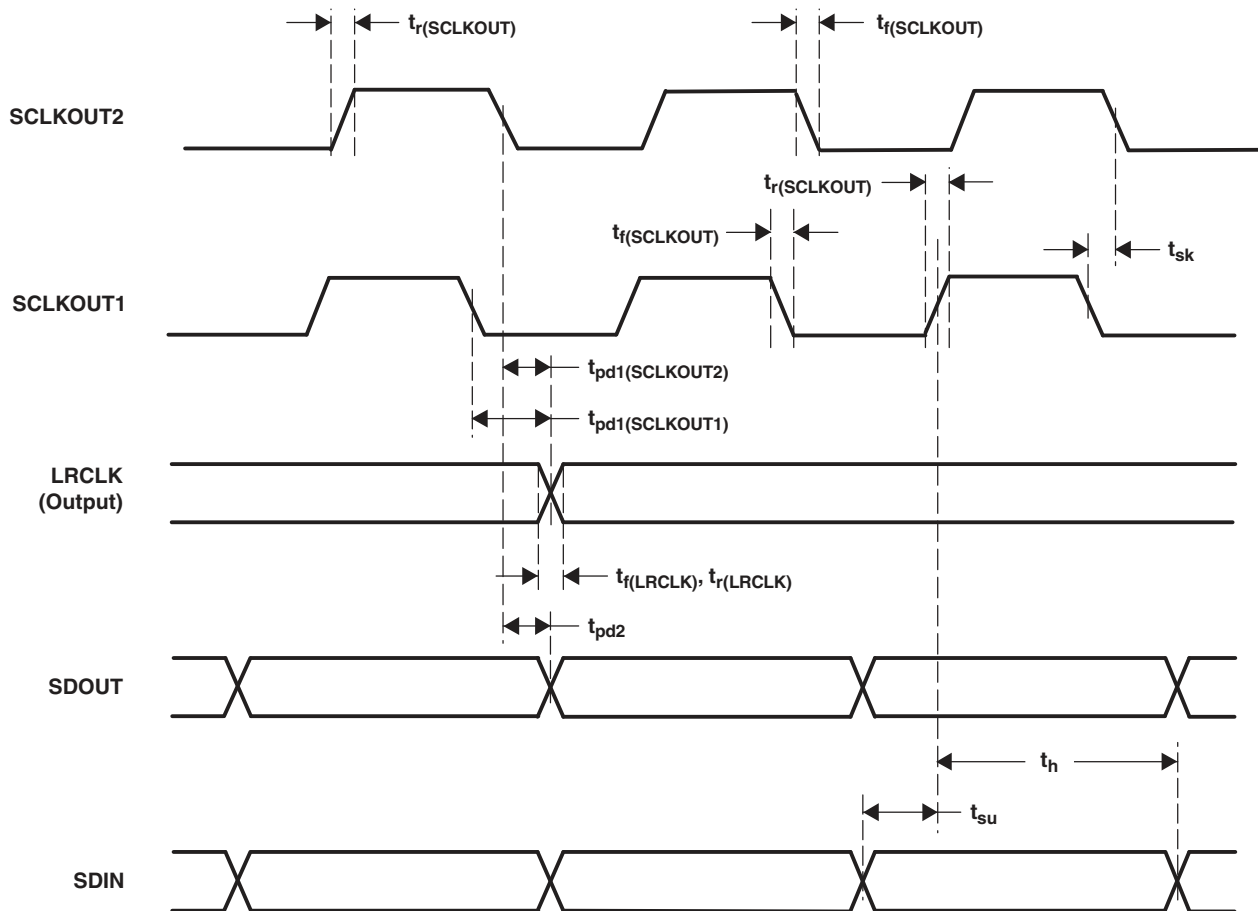 tr(SCLKOUT)
tf(SCLKOUT)
SCLKOUT2
tr(SCLKOUT)
tf(SCLKOUT)
tsk
SCLKOUT1
tpd1(SCLKOUT2)
tpd1(SCLKOUT1)
LRCLK
(Output)
tf(LRCLK), tr(LRCLK)
tpd2
SDOUT
th
tsu
SDIN